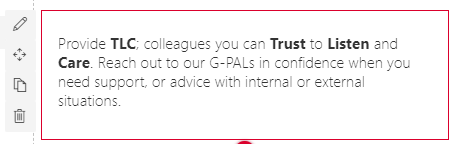 Provide TLC; colleagues you can Trust to Listen and
Care. Reach out to our G-PALs in confidence when you
need support, or advice with internal or external
situations.